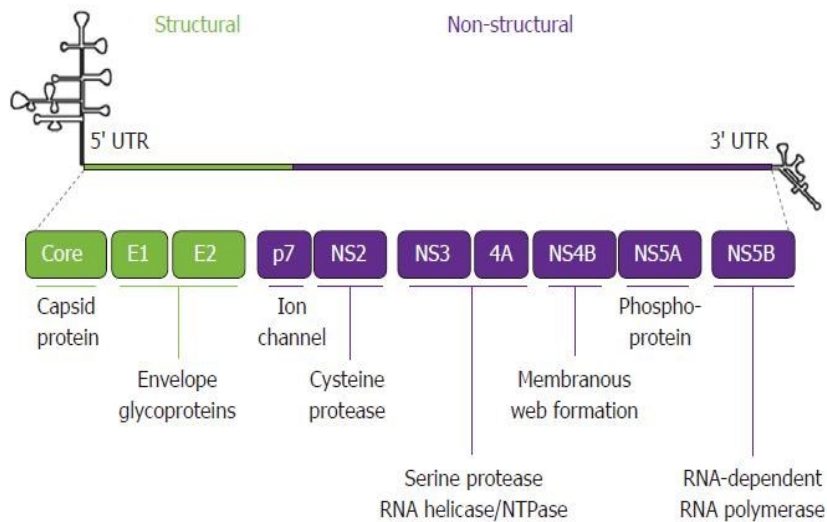 Structural Non-structural
5' UTR 3' UTR
Core E1 E2 p7 NS2 NS3 4A NS4B NS5A NS5B
Capsid
protein
Ion
channel
Phospho-
protein
Envelope
glycoproteins
Cysteine
protease
Membranous
web formation
Serine protease
RNA helicase/NTPase
RNA-dependent
RNA polymerase